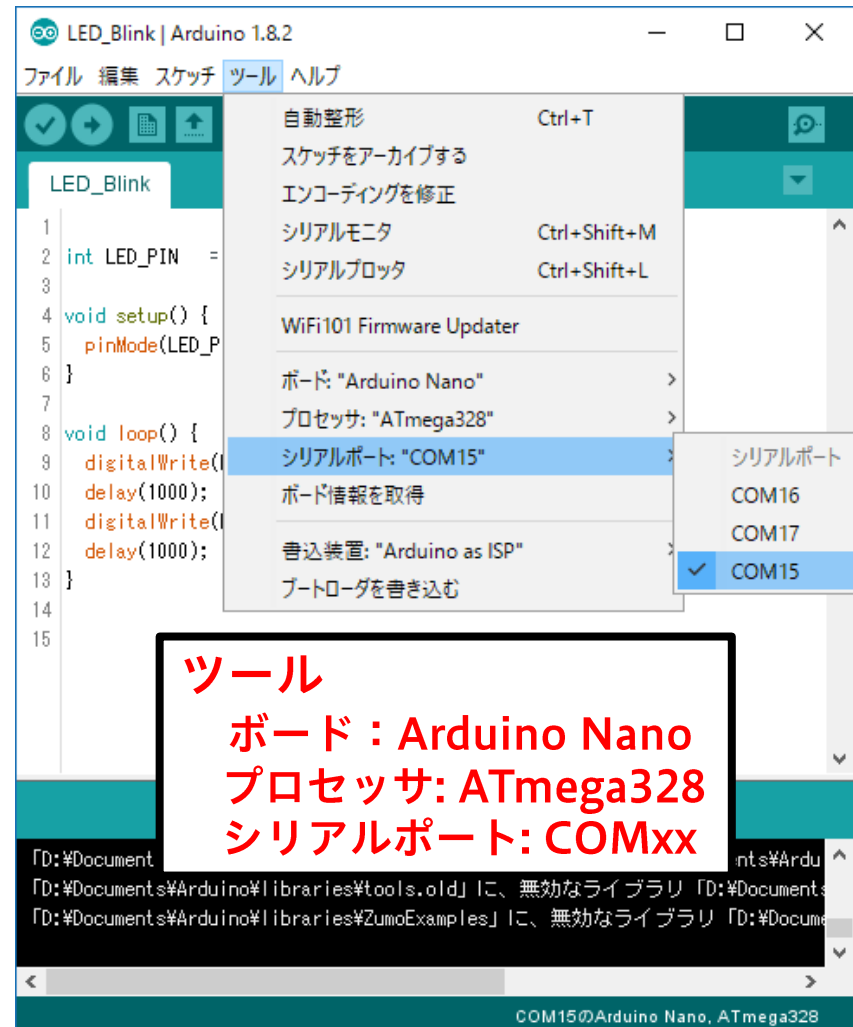 LED_Blink | Arduino 1.8.2
ファイル 編集 スケッチ ツール ヘルプ
自動整形 Ctrl+T
スケッチをアーカイブする
エンコーディングを修正
シリアルモニタ Ctrl+Shift+M
シリアルプロッタ Ctrl+Shift+L
WiFi101 Firmware Updater
ボード: "Arduino Nano"
プロセッサ: "ATmega328"
シリアルポート: "COM15"
ボード情報を取得
書込装置: "Arduino as ISP"
ブートローダを書き込む
シリアルポート
COM16
COM17
COM15
LED_Blink
1
2 int LED_PIN =
3
4 void setup() {
5 pinMode(LED_P
6 }
7
8 void loop() {
9 digitalWrite(
10 delay(1000);
11 digitalWrite(
12 delay(1000);
13 }
14
15
ツール
ボード：Arduino Nano
プロセッサ: ATmega328
シリアルポート: COMxx
「D:¥Document nts¥Ardu
「D:¥Documents¥Arduino¥libraries¥tools.old」に、無効なライブラリ「D:¥Documents
「D:¥Documents¥Arduino¥libraries¥ZumoExamples」に、無効なライブラリ「D:¥Docume
COM15のArduino Nano, ATmega328